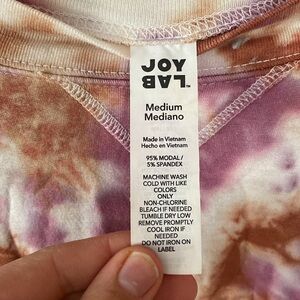 JOY
LAB™
Medium
Mediano
Made in Vietnam
Hecho en Vietnam
95% MODAL /
5% SPANDEX
MACHINE WASH
COLD WITH LIKE
COLORS
ONLY
NON-CHLORINE
BLEACH IF NEEDED
TUMBLE DRY LOW
REMOVE PROMPTLY
COOL IRON IF
NEEDED
DO NOT IRON ON
LABEL